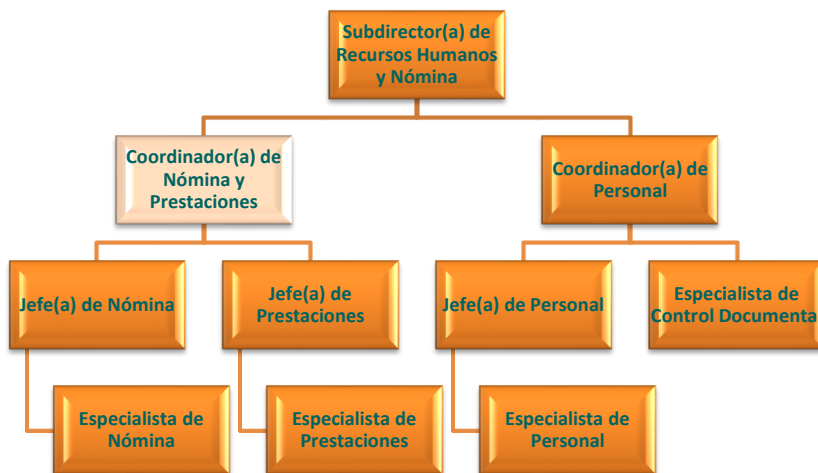 Subdirector(a) de
Recursos Humanos
y Nómina
Coordinador(a) de
Nómina y
Prestaciones
Coordinador(a) de
Personal
Jefe(a) de Nómina
Jefe(a) de
Prestaciones
Jefe(a) de Personal
Especialista de
Control Documenta
Especialista de
Nómina
Especialista de
Prestaciones
Especialista de
Personal